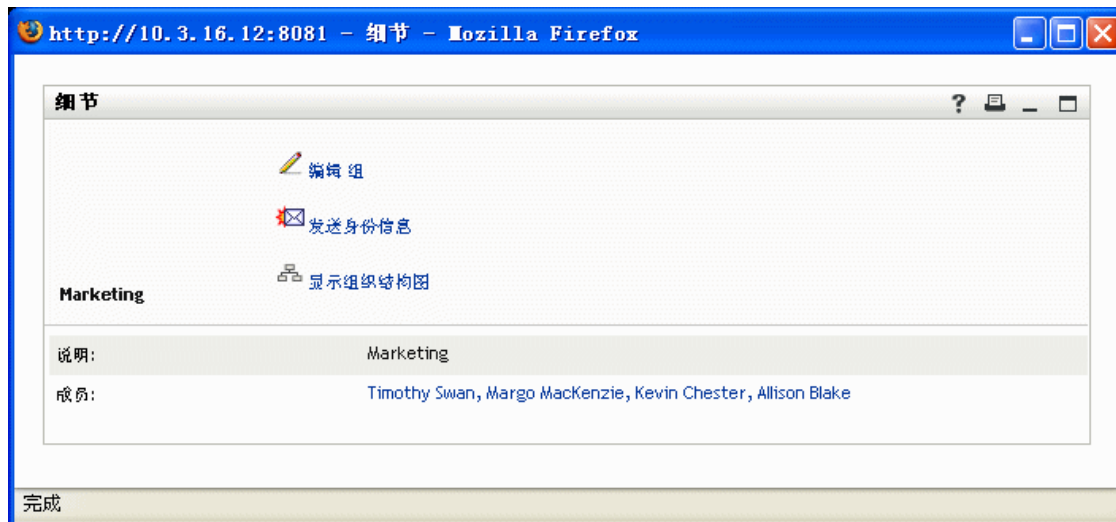 http://10.3.16.12:8081 - 细节 - Mozilla Firefox
细节
编辑 组
发送身份信息
显示组织结构图
Marketing
说明: Marketing
成员: Timothy Swan, Margo MacKenzie, Kevin Chester, Allison Blake
完成